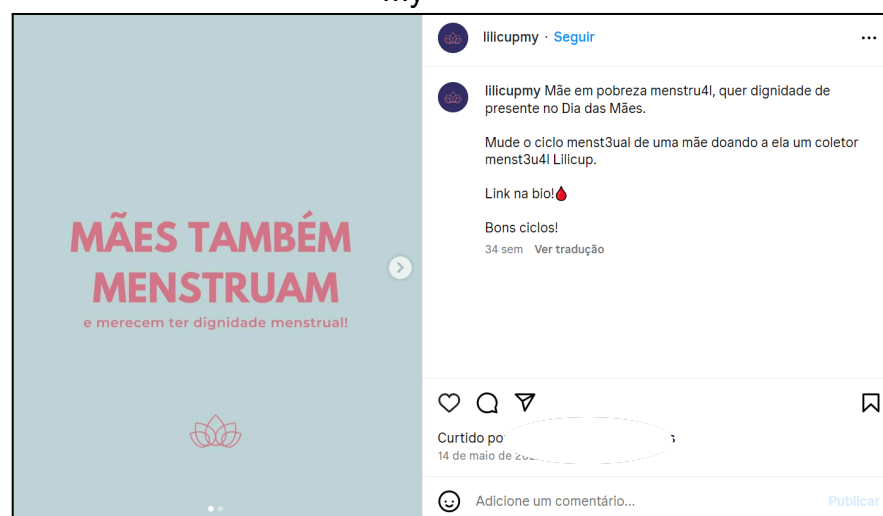 MÃES TAMBÉM
MENSTRUAM
e merecem ter dignidade menstrual!
lilicupmy · Seguir
lilicupmy Mãe em pobreza menstru4l, quer dignidade de
presente no Dia das Mães.
Mude o ciclo menst3ual de uma mãe doando a ela um coletor
menst3u4l Lilicup.
Link na bio!🩸
Bons ciclos!
34 sem Ver tradução
Curtido
14 de maio de
Adicione um comentário...
Publicar